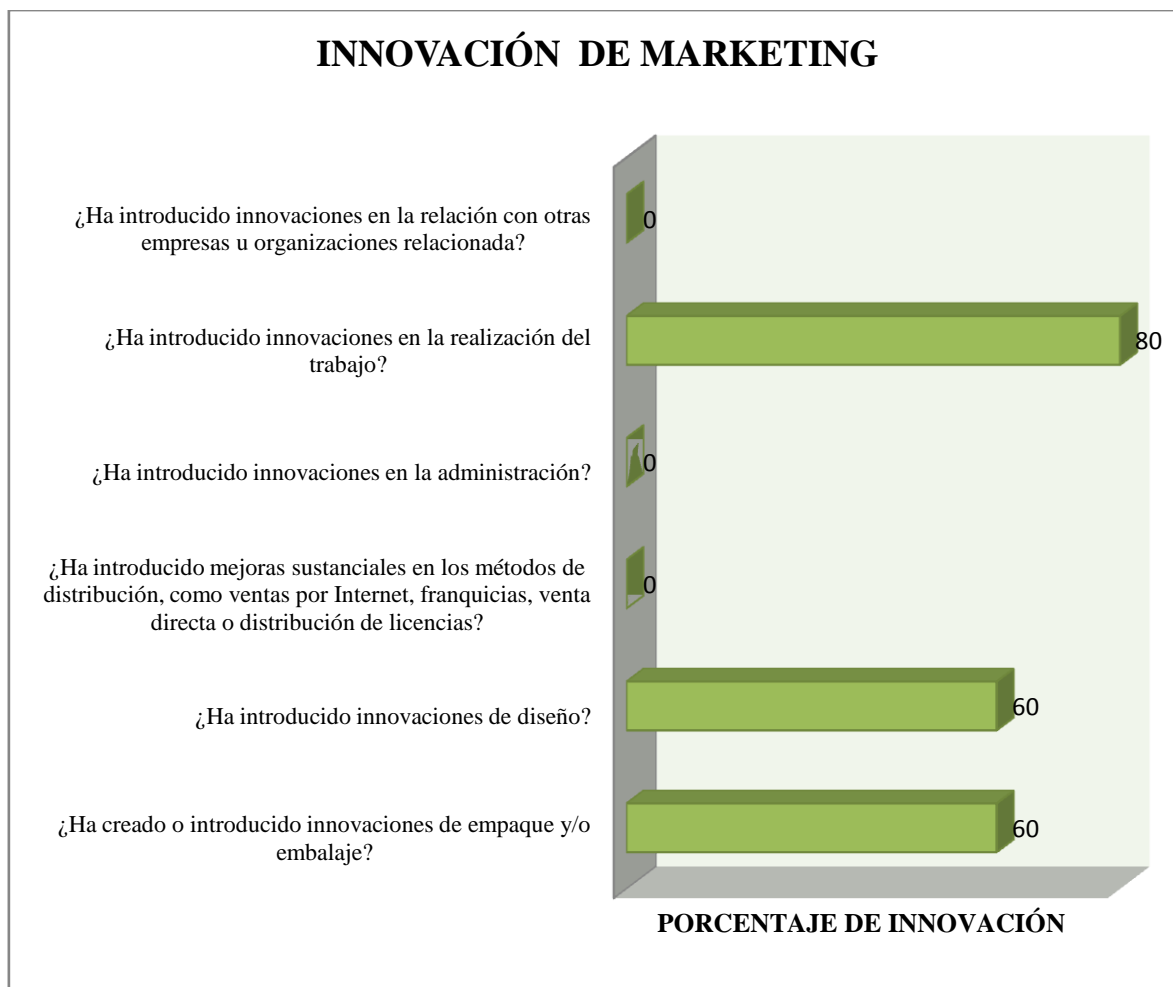 INNOVACIÓN DE MARKETING
¿Ha introducido innovaciones en la relación con otras
empresas u organizaciones relacionada?
0
¿Ha introducido innovaciones en la realización del
trabajo?
80
¿Ha introducido innovaciones en la administración?
0
¿Ha introducido mejoras sustanciales en los métodos de
distribución, como ventas por Internet, franquicias, venta
directa o distribución de licencias?
0
¿Ha introducido innovaciones de diseño?
60
¿Ha creado o introducido innovaciones de empaque y/o
embalaje?
60
PORCENTAJE DE INNOVACIÓN